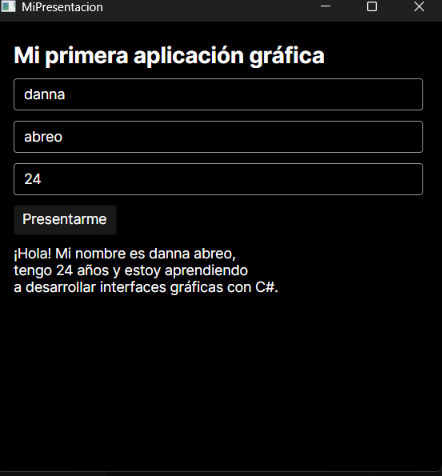 MiPresentacion
Mi primera aplicación gráfica
danna
abreo
24
Presentarme
¡Hola! Mi nombre es danna abreo,
tengo 24 años y estoy aprendiendo
a desarrollar interfaces gráficas con C#.